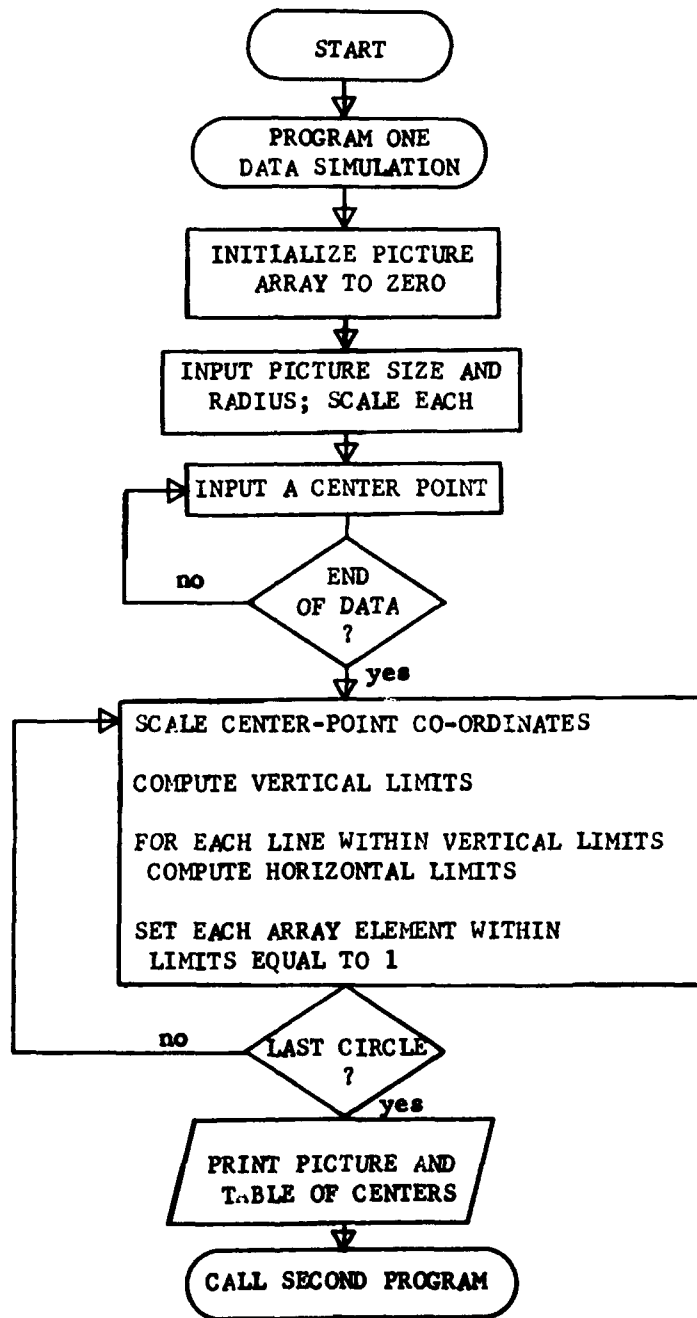 START
PROGRAM ONE
DATA SIMULATION
INITIALIZE PICTURE
ARRAY TO ZERO
INPUT PICTURE SIZE AND
RADIUS; SCALE EACH
INPUT A CENTER POINT
no
END
OF DATA
?
yes
SCALE CENTER-POINT CO-ORDINATES
COMPUTE VERTICAL LIMITS
FOR EACH LINE WITHIN VERTICAL LIMITS
COMPUTE HORIZONTAL LIMITS
SET EACH ARRAY ELEMENT WITHIN
LIMITS EQUAL TO 1
no
LAST CIRCLE
?
yes
PRINT PICTURE AND
TABLE OF CENTERS
CALL SECOND PROGRAM